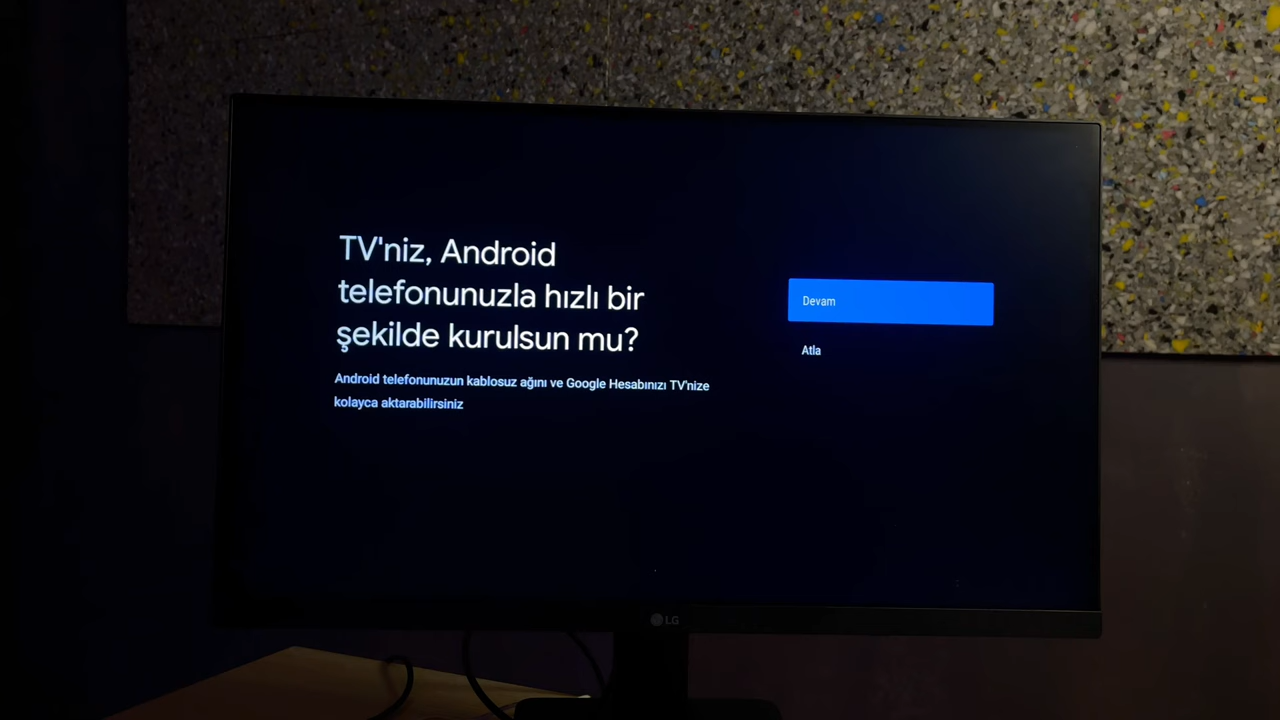 TV'niz, Android
telefonunuzla hızlı bir
şekilde kurulsun mu?
Android telefonunuzun kablosuz ağını ve Google Hesabınızı TV'nize
kolayca aktarabilirsiniz
Devam
Atla
LG